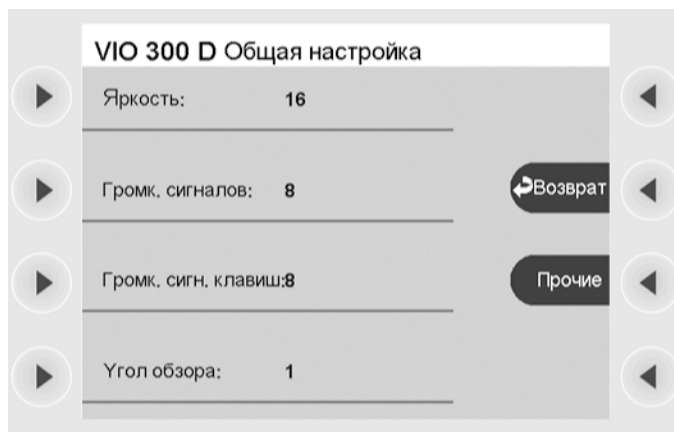 VIO 300 D Общая настройка
Яркость: 16
Громк. сигналов: 8
Возврат
Громк. сигн. клавиш:8
Прочие
Угол обзора: 1